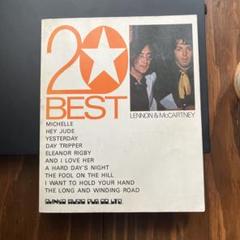 20
BEST
LENNON & McCARTNEY
MICHELLE
HEY JUDE
YESTERDAY
DAY TRIPPER
ELEANOR RIGBY
AND I LOVE HER
A HARD DAY'S NIGHT
THE FOOL ON THE HILL
I WANT TO HOLD YOUR HAND
THE LONG AND WINDING ROAD